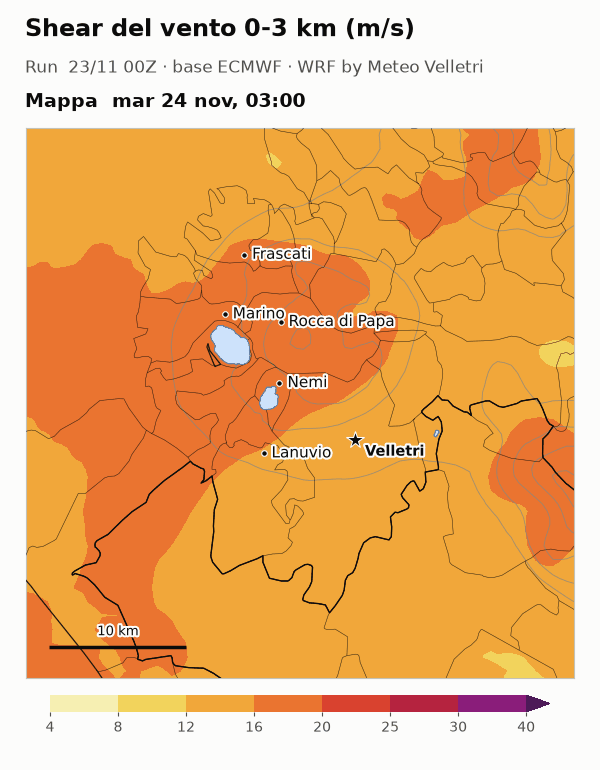 Shear del vento 0-3 km (m/s)
Run 23/11 00Z · base ECMWF · WRF by Meteo Velletri
Mappa mar 24 nov, 03:00
Frascati
Marino
Rocca di Papa
Nemi
Velletri
Lanuvio
10 km
4 8 12 16 20 25 30 40